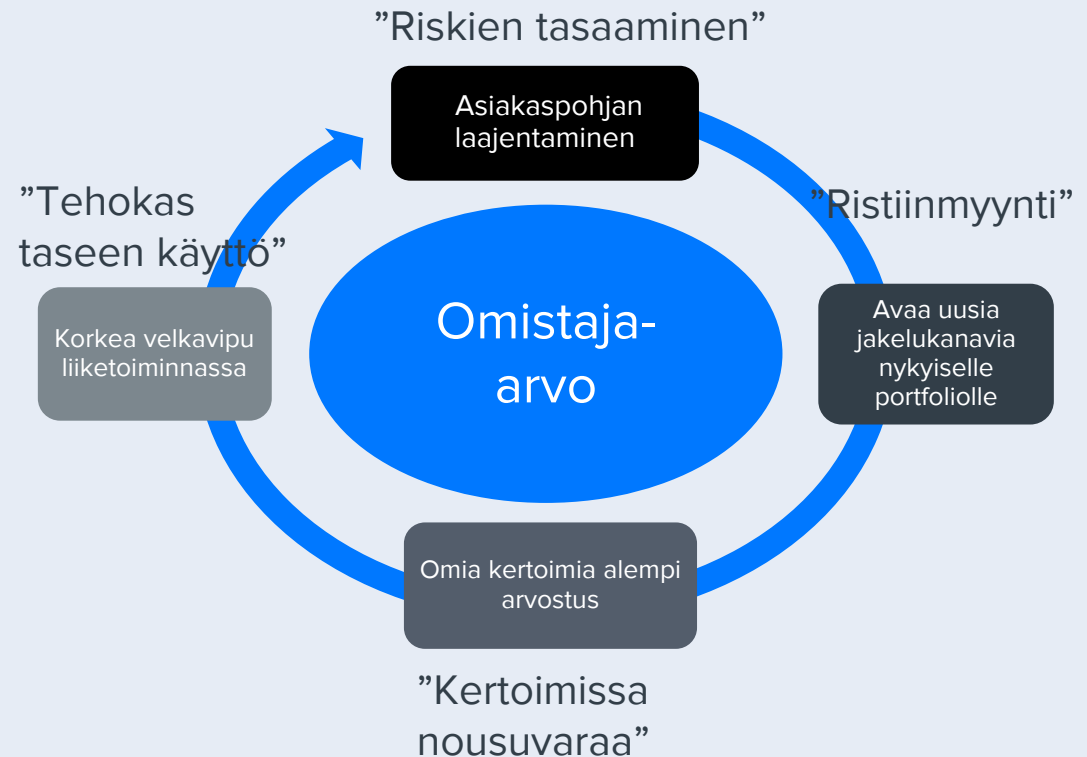 ”Riskien tasaaminen”
Asiakaspohjan
laajentaminen
”Ristiinmyynti”
Avaa uusia
jakelukanavia
nykyiselle
portfoliolle
Omia kertoimia alempi
arvostus
”Kertoimissa
nousuvaraa”
”Tehokas
taseen käyttö”
Korkea velkavipu
liiketoiminnassa
Omistaja-
arvo